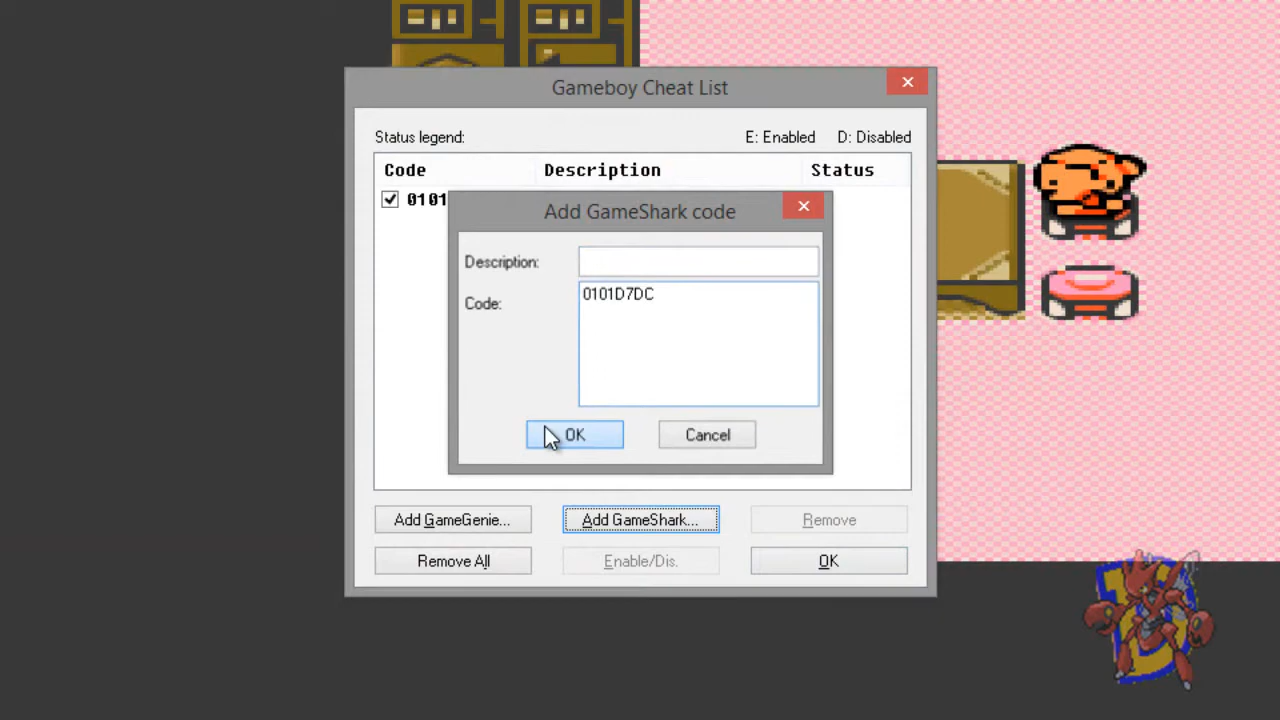 Gameboy Cheat List
Status legend:
E: Enabled D: Disabled
Code Description Status
0101
Add GameShark code
Description:
Code:
0101D7DC
OK Cancel
Add GameGenie... Add GameShark... Remove
Remove All Enable/Dis. OK